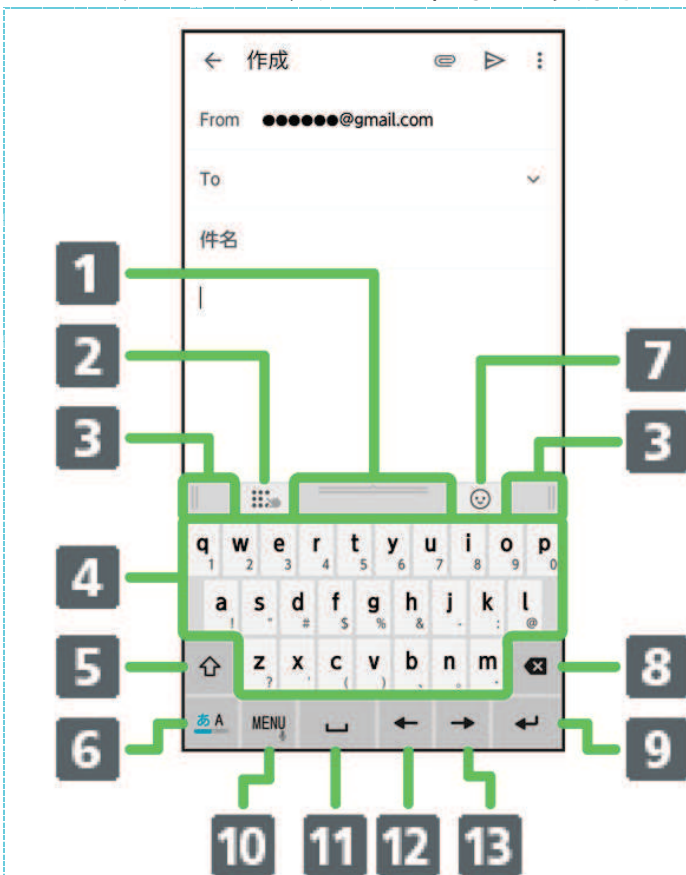 作成
From ●●●●●●@gmail.com
To
件名
1
2
7
3
3
q w e r t y u i o p
1 2 3 4 5 6 7 8 9 0
4
a s d f g h j k l
! " # $ % & - : @
5
z x c v b n m
? ' ( ) 、 。 ・
8
6
あA MENU
9
10 11 12 13